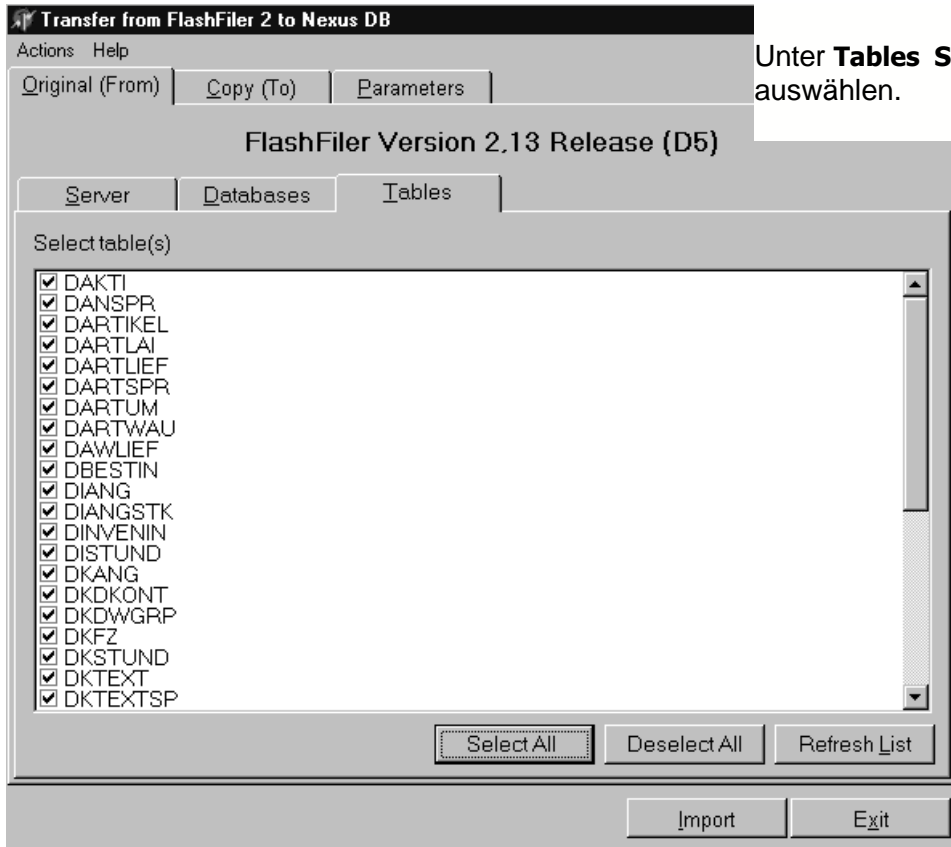 Transfer from FlashFiler 2 to Nexus DB
Actions Help
Unter Tables S
auswählen.
Original (From) Copy (To) Parameters
FlashFiler Version 2,13 Release (D5)
Server Databases Tables
Select table(s)
DAKTI
DANSPR
DARTIKEL
DARTLAI
DARTLIEF
DARTSPR
DARTUM
DARTWAU
DAWLIEF
DBESTIN
DIANG
DIANGSTK
DINVENIN
DISTUND
DKANG
DKDKONT
DKDWGRP
DKFZ
DKSTUND
DKTEXT
DKTEXTSP
Select All Deselect All Refresh List
Import Exit